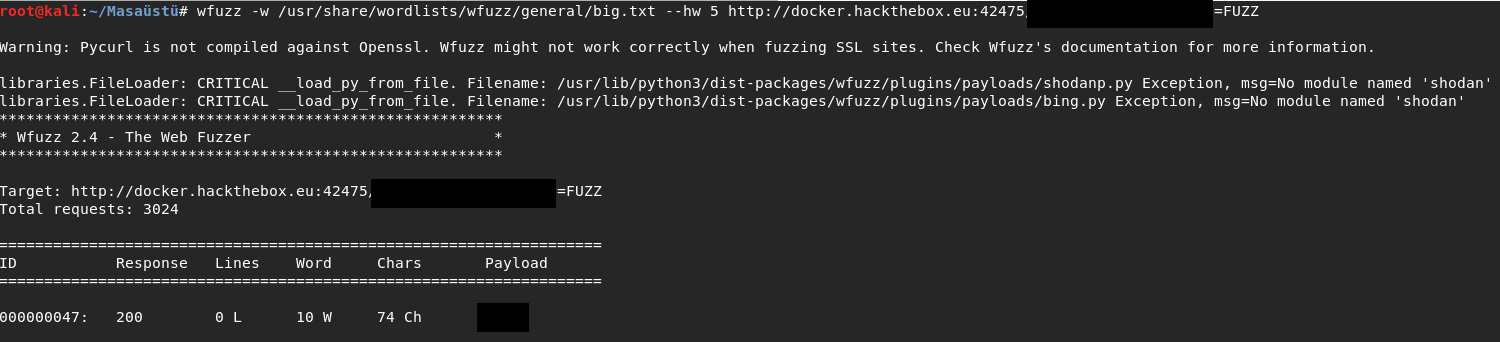 root@kali:~/Masaüstü# wfuzz -w /usr/share/wordlists/wfuzz/general/big.txt --hw 5 http://docker.hackthebox.eu:42475/ =FUZZ
Warning: Pycurl is not compiled against Openssl. Wfuzz might not work correctly when fuzzing SSL sites. Check Wfuzz's documentation for more information.
libraries.FileLoader: CRITICAL __load_py_from_file. Filename: /usr/lib/python3/dist-packages/wfuzz/plugins/payloads/shodanp.py Exception, msg=No module named 'shodan'
libraries.FileLoader: CRITICAL __load_py_from_file. Filename: /usr/lib/python3/dist-packages/wfuzz/plugins/payloads/bing.py Exception, msg=No module named 'shodan'
********************************************************
* Wfuzz 2.4 - The Web Fuzzer                           *
********************************************************
Target: http://docker.hackthebox.eu:42475/ =FUZZ
Total requests: 3024
===================================================================
ID           Response   Lines    Word     Chars       Payload
===================================================================
000000047:   200        0 L      10 W     74 Ch